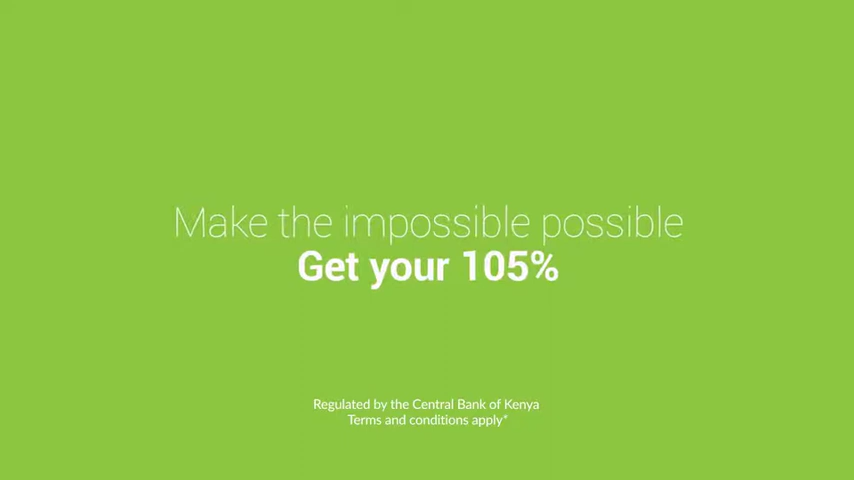 Make the impossible possible
Get your 105%
Regulated by the Central Bank of Kenya
Terms and conditions apply*